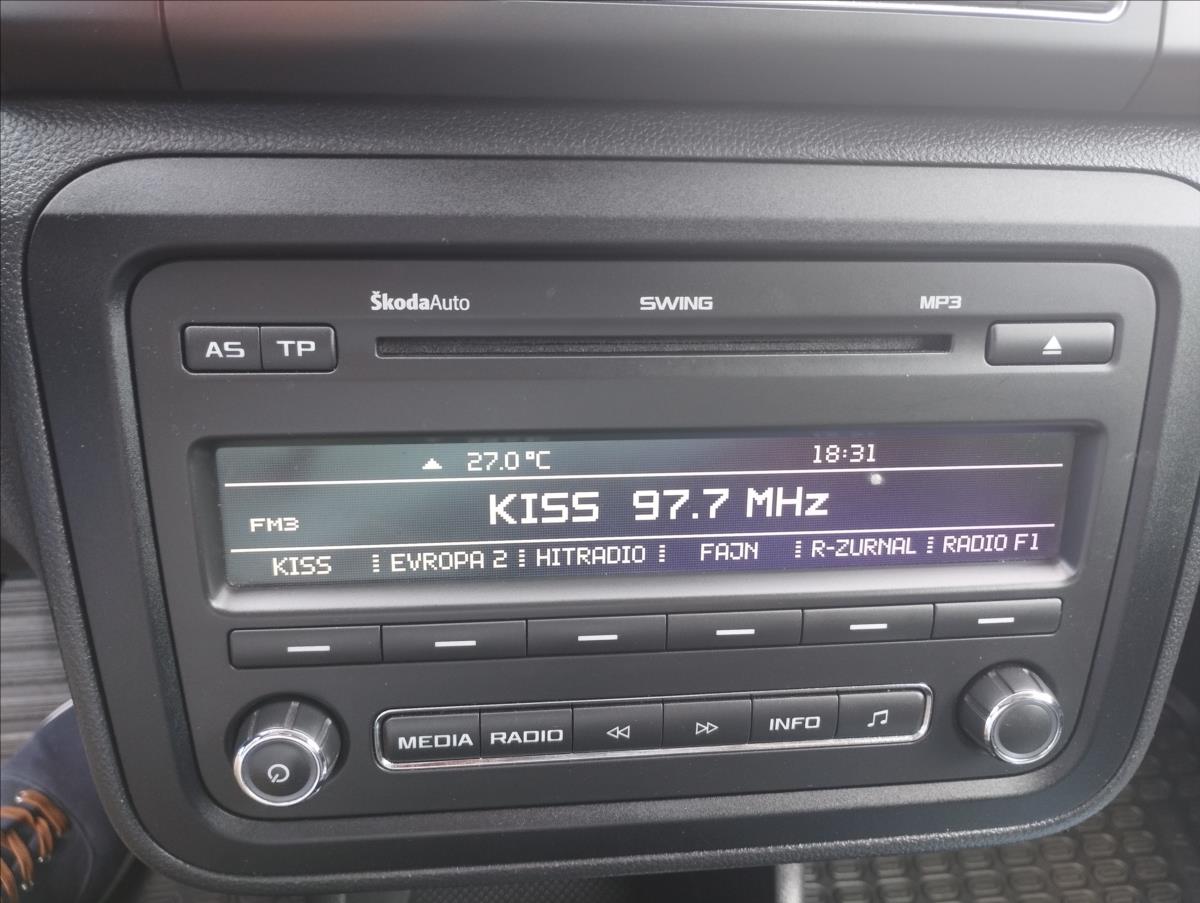 ŠkodaAuto SWING MP3
AS TP
27.0 °C 18:31
KISS 97.7 MHz
FM3
KISS EVROPA 2 HITRADIO FAJN R-ZURNAL RADIO F1
MEDIA RADIO INFO